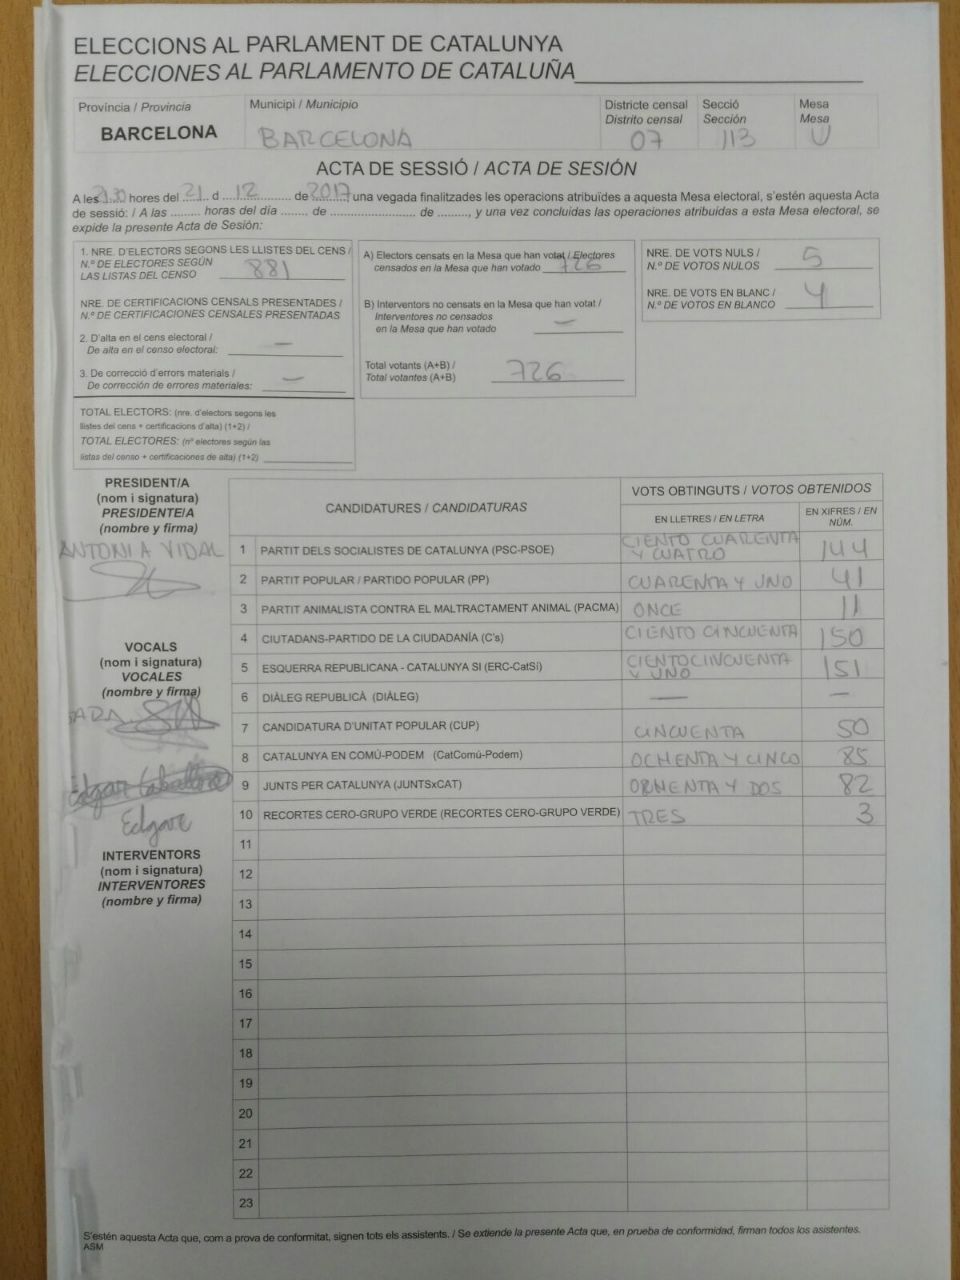 ELECCIONS AL PARLAMENT DE CATALUNYA
ELECCIONES AL PARLAMENTO DE CATALUÑA
Província / Provincia
BARCELONA
Municipi / Municipio
BARCELONA
Districte censal
Distrito censal
07
Secció
Sección
113
Mesa
Mesa
U
ACTA DE SESSIÓ / ACTA DE SESIÓN
A les 21:30 hores del 21 d 12 de 2017 una vegada finalitzades les operacions atribuïdes a aquesta Mesa electoral, s'estén aquesta Acta
de sessió: / A las ......... horas del día ....... de ...................... de ........., y una vez concluidas las operaciones atribuidas a esta Mesa electoral, se
expide la presente Acta de Sesión:
1. NRE. D'ELECTORS SEGONS LES LLISTES DEL CENS /
N.º DE ELECTORES SEGÚN
LAS LISTAS DEL CENSO 881
NRE. DE CERTIFICACIONS CENSALS PRESENTADES /
N.º DE CERTIFICACIONES CENSALES PRESENTADAS
2. D'alta en el cens electoral /
De alta en el censo electoral: —
3. De correcció d'errors materials /
De corrección de errores materiales: —
TOTAL ELECTORS: (nre. d'electors segons les
llistes del cens + certificacions d'alta) (1+2) /
TOTAL ELECTORES: (nº electores según las
listas del censo + certificaciones de alta) (1+2)
A) Electors censats en la Mesa que han votat / Electores
censados en la Mesa que han votado 726
B) Interventors no censats en la Mesa que han votat /
Interventores no censados
en la Mesa que han votado —
Total votants (A+B) /
Total votantes (A+B) 726
NRE. DE VOTS NULS /
N.º DE VOTOS NULOS 5
NRE. DE VOTS EN BLANC /
N.º DE VOTOS EN BLANCO 4
PRESIDENT/A
(nom i signatura)
PRESIDENTE/A
(nombre y firma)
ANTONIA VIDAL
VOCALS
(nom i signatura)
VOCALES
(nombre y firma)
SARA
Edgar Caballero
Edgar
INTERVENTORS
(nom i signatura)
INTERVENTORES
(nombre y firma)
CANDIDATURES / CANDIDATURAS
VOTS OBTINGUTS / VOTOS OBTENIDOS
EN LLETRES / EN LETRA
EN XIFRES / EN
NÚM.
1 PARTIT DELS SOCIALISTES DE CATALUNYA (PSC-PSOE) CIENTO CUARENTA Y CUATRO 144
2 PARTIT POPULAR / PARTIDO POPULAR (PP) CUARENTA Y UNO 41
3 PARTIT ANIMALISTA CONTRA EL MALTRACTAMENT ANIMAL (PACMA) ONCE 11
4 CIUTADANS-PARTIDO DE LA CIUDADANÍA (C's) CIENTO CINCUENTA 150
5 ESQUERRA REPUBLICANA - CATALUNYA SI (ERC-CatSí) CIENTO CINCUENTA Y UNO 151
6 DIÀLEG REPUBLICÀ (DIÀLEG) — —
7 CANDIDATURA D'UNITAT POPULAR (CUP) CINCUENTA 50
8 CATALUNYA EN COMÚ-PODEM (CatComú-Podem) OCHENTA Y CINCO 85
9 JUNTS PER CATALUNYA (JUNTSxCAT) OCHENTA Y DOS 82
10 RECORTES CERO-GRUPO VERDE (RECORTES CERO-GRUPO VERDE) TRES 3
11
12
13
14
15
16
17
18
19
20
21
22
23
S'estén aquesta Acta que, com a prova de conformitat, signen tots els assistents. / Se extiende la presente Acta que, en prueba de conformidad, firman todos los asistentes.
ASM